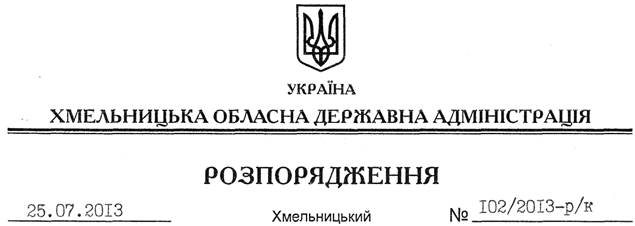 УКРАЇНА
ХМЕЛЬНИЦЬКА ОБЛАСНА ДЕРЖАВНА АДМІНІСТРАЦІЯ
РОЗПОРЯДЖЕННЯ
25.07.2013 Хмельницький № 102/2013-р/к